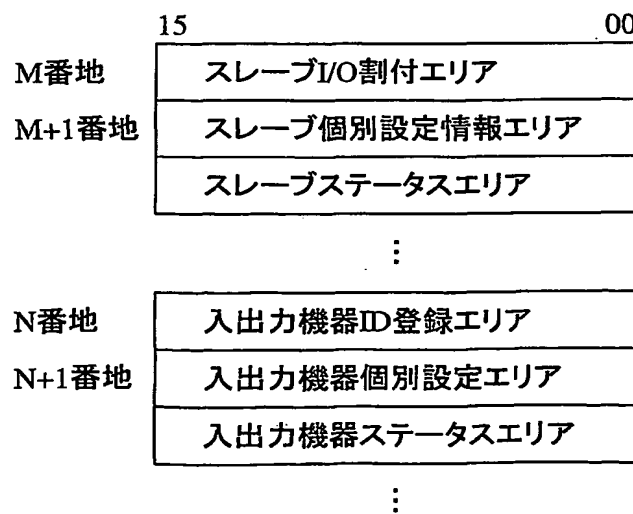 15 00
M番地 スレーブI/O割付エリア
M+1番地 スレーブ個別設定情報エリア
スレーブステータスエリア
⋮
N番地 入出力機器ID登録エリア
N+1番地 入出力機器個別設定エリア
入出力機器ステータスエリア
⋮